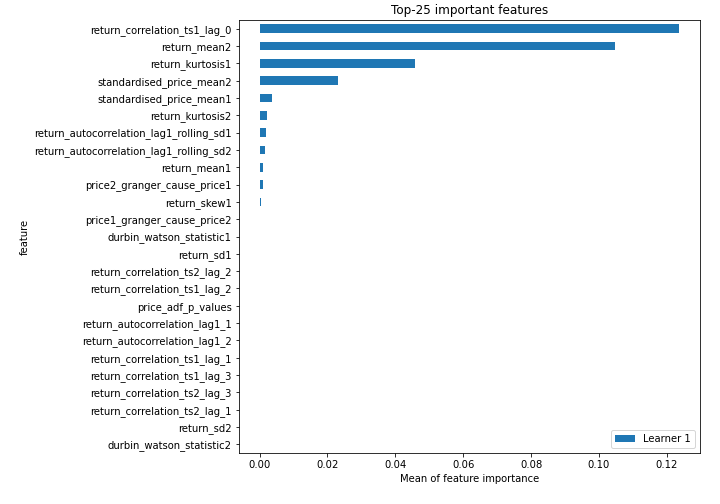 Top-25 important features
return_correlation_ts1_lag_0
return_mean2
return_kurtosis1
standardised_price_mean2
standardised_price_mean1
return_kurtosis2
return_autocorrelation_lag1_rolling_sd1
return_autocorrelation_lag1_rolling_sd2
return_mean1
price2_granger_cause_price1
return_skew1
price1_granger_cause_price2
durbin_watson_statistic1
return_sd1
return_correlation_ts2_lag_2
return_correlation_ts1_lag_2
price_adf_p_values
return_autocorrelation_lag1_1
return_autocorrelation_lag1_2
return_correlation_ts1_lag_1
return_correlation_ts1_lag_3
return_correlation_ts2_lag_3
return_correlation_ts2_lag_1
return_sd2
durbin_watson_statistic2
feature
Learner 1
0.00 0.02 0.04 0.06 0.08 0.10 0.12
Mean of feature importance